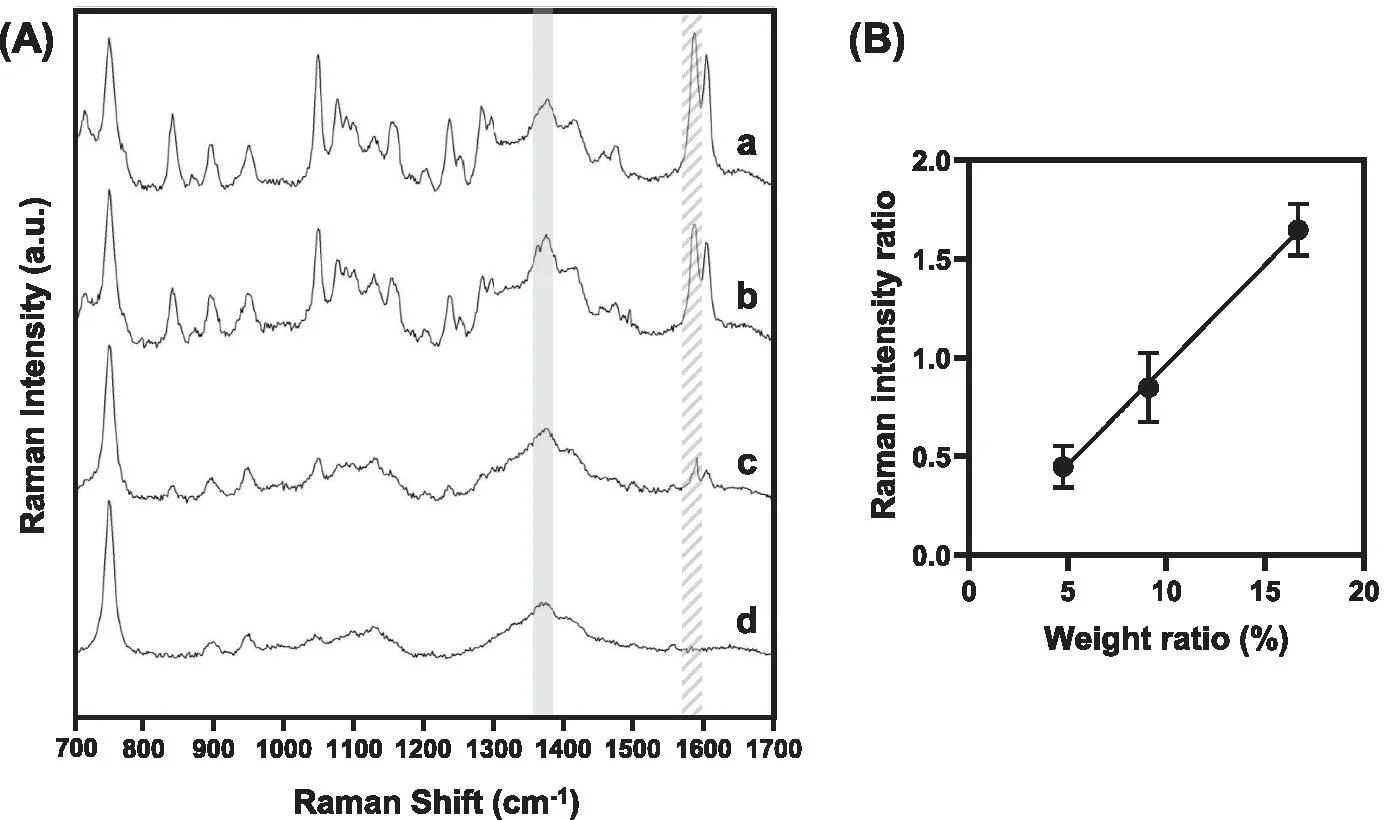 (A)
Raman Intensity (a.u.)
a
b
c
d
700 800 900 1000 1100 1200 1300 1400 1500 1600 1700
Raman Shift (cm-1)
(B)
Raman intensity ratio
2.0
1.5
1.0
0.5
0.0
0 5 10 15 20
Weight ratio (%)